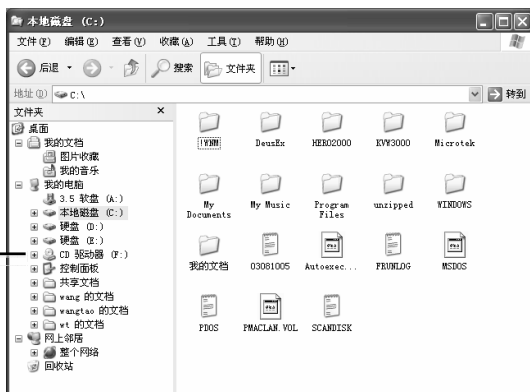 本地磁盘 (C:)
文件(F) 编辑(E) 查看(V) 收藏(A) 工具(T) 帮助(H)
后退 搜索 文件夹
地址(D) C:\ 转到
文件夹 ×
桌面
我的文档
图片收藏
我的音乐
我的电脑
3.5 软盘 (A:)
本地磁盘 (C:)
硬盘 (D:)
硬盘 (E:)
CD 驱动器 (F:)
控制面板
共享文档
wang 的文档
wangtao 的文档
wt 的文档
网上邻居
整个网络
回收站
!WNM DeusEx HERO2000 KVW3000 Microtek
My Documents My Music Program Files unzipped WINDOWS
我的文档 03081005 Autoexec... FRUNLOG MSDOS
PDOS PMACLAN.VOL SCANDISK